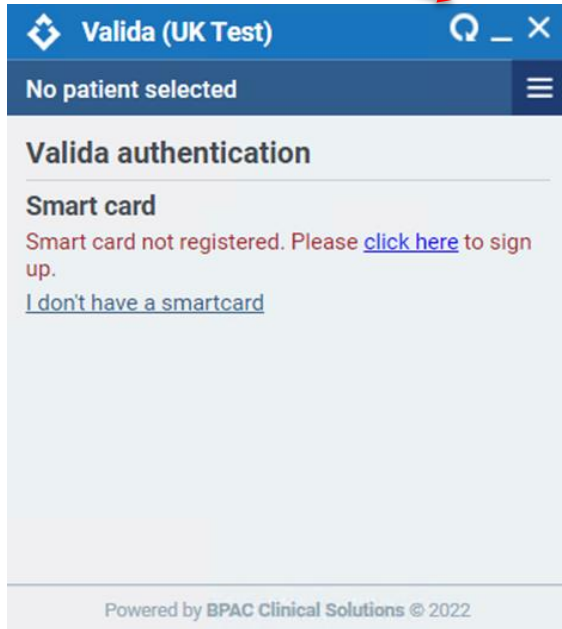 Valida (UK Test)
No patient selected
Valida authentication
Smart card
Smart card not registered. Please click here to sign
up.
I don't have a smartcard
Powered by BPAC Clinical Solutions © 2022